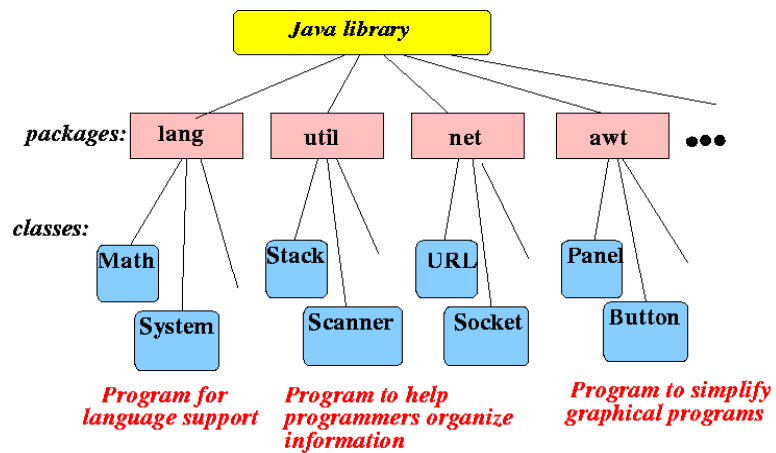 Java library
packages: lang util net awt
classes:
Math Stack URL Panel
System Scanner Socket Button
Program for
language support
Program to help
programmers organize
information
Program to simplify
graphical programs